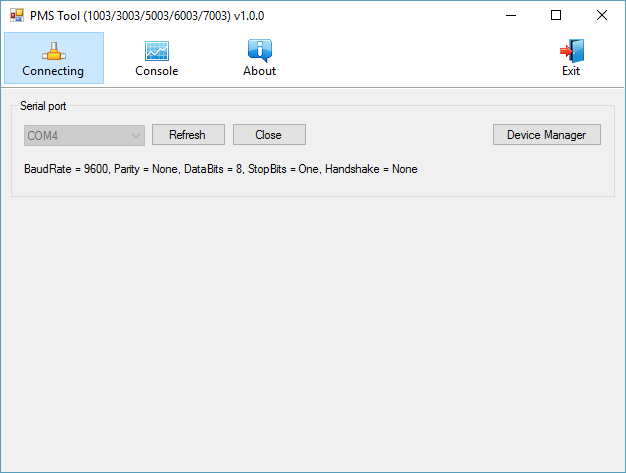 PMS Tool (1003/3003/5003/6003/7003) v1.0.0
Connecting Console About Exit
Serial port
COM4 Refresh Close Device Manager
BaudRate = 9600, Parity = None, DataBits = 8, StopBits = One, Handshake = None